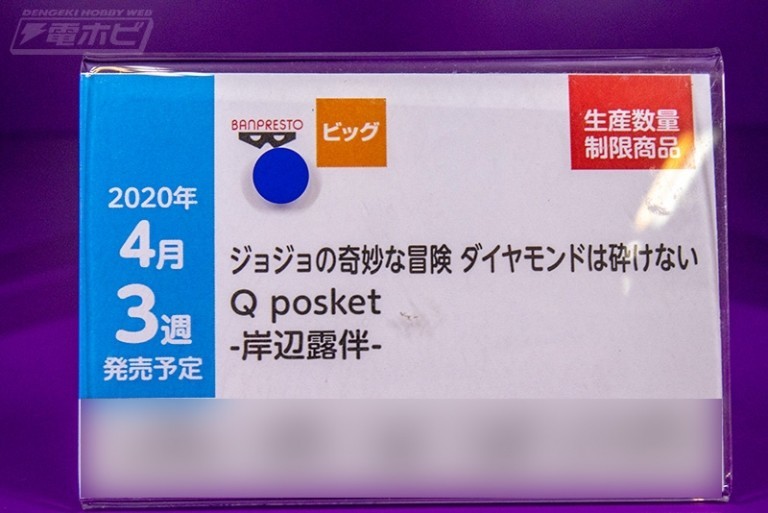 DENGEKI HOBBY WEB
電ホビ
BANPRESTO
ビッグ
生産数量
制限商品
2020年
4月
3週
発売予定
ジョジョの奇妙な冒険 ダイヤモンドは砕けない
Q posket
-岸辺露伴-